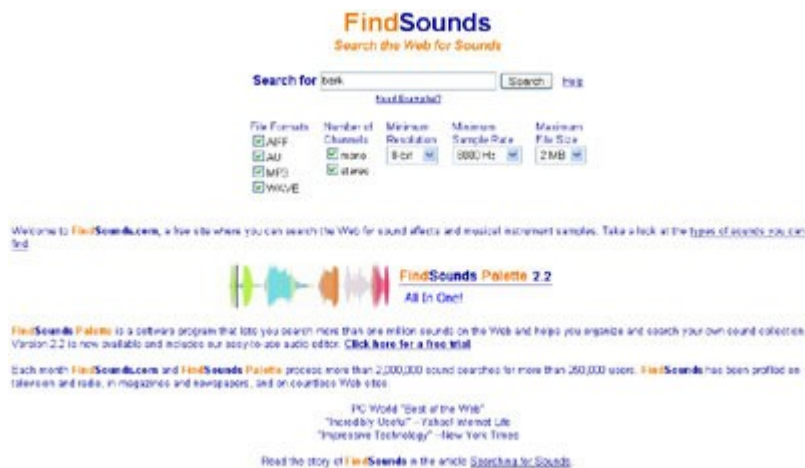 FindSounds
Search the Web for Sounds
Search for bark Search Help
Need Examples?
File Formats Number of Minimum Minimum Maximum
Channels Resolution Sample Rate File Size
AIFF
AU mono 8-bit 8000 Hz 2 MB
MP3 stereo
WAVE
Welcome to FindSounds.com, a free site where you can search the Web for sound effects and musical instrument samples. Take a look at the types of sounds you can
find
FindSounds Palette 2.2
All In One!
FindSounds Palette is a software program that lets you search more than one million sounds on the Web and helps you organize and search your own sound collection
Version 2.2 is now available and includes our easy-to-use audio editor. Click here for a free trial
Each month FindSounds.com and FindSounds Palette process more than 2,000,000 sound searches for more than users. FindSounds has been profiled on
television and radio, in magazines and newspapers, and on countless Web sites.
PC World "Best of the Web"
"Incredibly Useful" --Yahoo! Internet Life
"Impressive Technology" --New York Times
Read the story of FindSounds in the article Searching for Sounds.